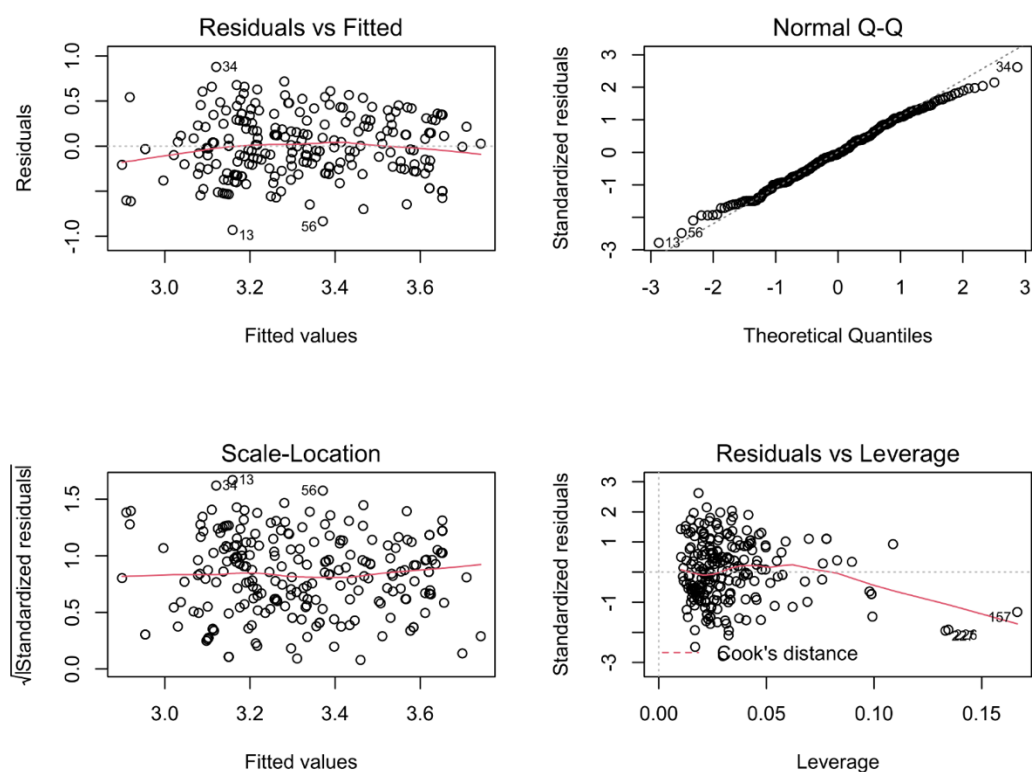 Residuals vs Fitted
Residuals
1.0
0.5
0.0
-1.0
34
13
56
3.0 3.2 3.4 3.6
Fitted values
Normal Q-Q
Standardized residuals
3
2
1
0
-1
-3
34
56
13
-3 -2 -1 0 1 2 3
Theoretical Quantiles
Scale-Location
√|Standardized residuals|
1.5
1.0
0.5
0.0
34
13
56
3.0 3.2 3.4 3.6
Fitted values
Residuals vs Leverage
Standardized residuals
3
2
1
0
-1
-3
157
Cook's distance
0.00 0.05 0.10 0.15
Leverage